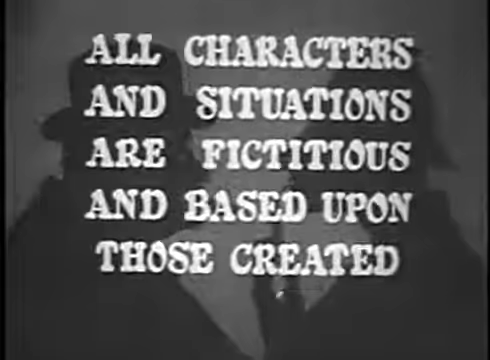 ALL CHARACTERS
AND SITUATIONS
ARE FICTITIOUS
AND BASED UPON
THOSE CREATED